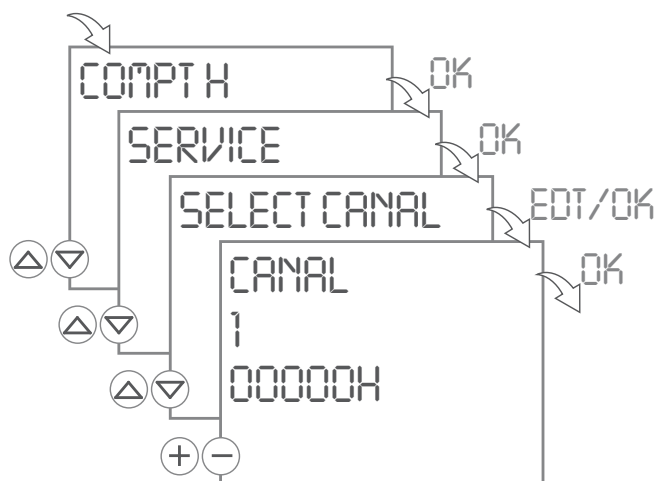 COMPT H
OK
SERVICE
OK
SELECT CANAL
EDT/OK
CANAL
OK
1
00000H
+ −